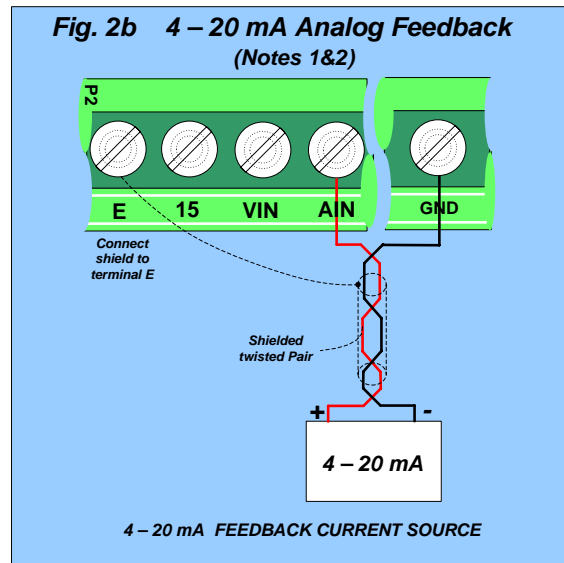 Fig. 2b 4 – 20 mA Analog Feedback
(Notes 1&2)
P2
E 15 VIN AIN GND
Connect
shield to
terminal E
Shielded
twisted Pair
+ -
4 – 20 mA
4 – 20 mA FEEDBACK CURRENT SOURCE